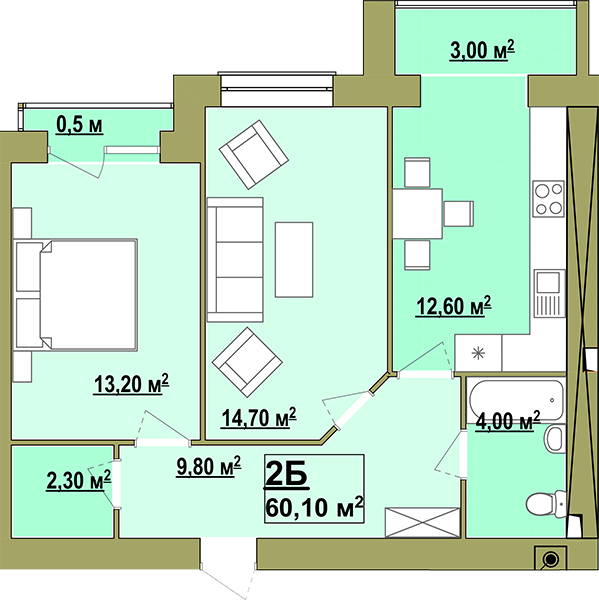 3,00 м²
0,5 м
12,60 м²
13,20 м²
14,70 м²
4,00 м²
2,30 м²
9,80 м²
2Б
60,10 м²